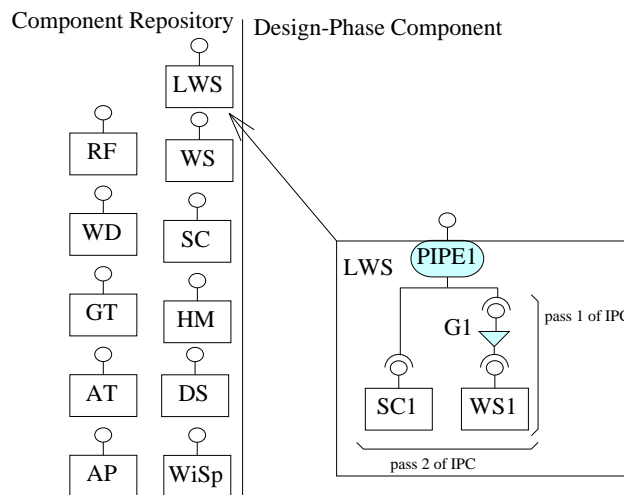 Component Repository
Design-Phase Component
LWS
RF
WS
WD
SC
GT
HM
AT
DS
AP
WiSp
LWS
PIPE1
G1
pass 1 of IPC
SC1
WS1
pass 2 of IPC